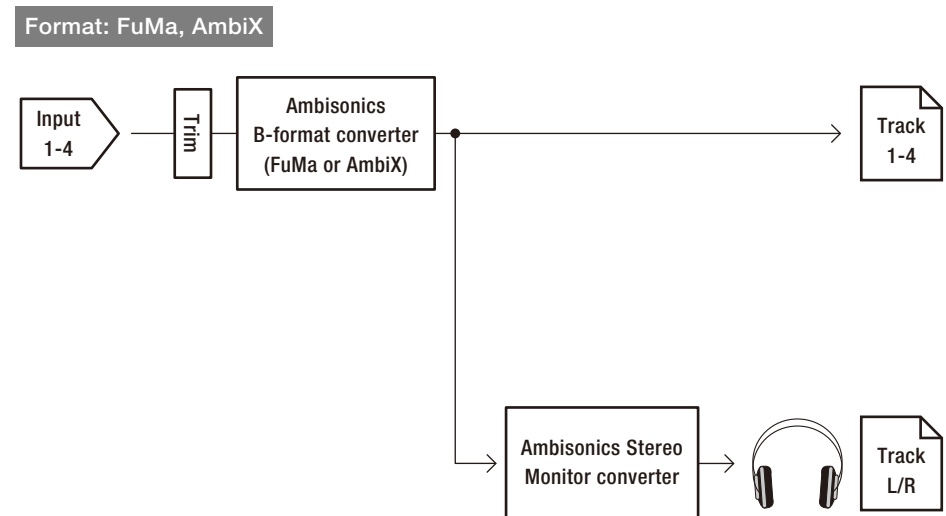 Format: FuMa, AmbiX
Input
1-4
Trim
Ambisonics
B-format converter
(FuMa or AmbiX)
Track
1-4
Ambisonics Stereo
Monitor converter
Track
L/R